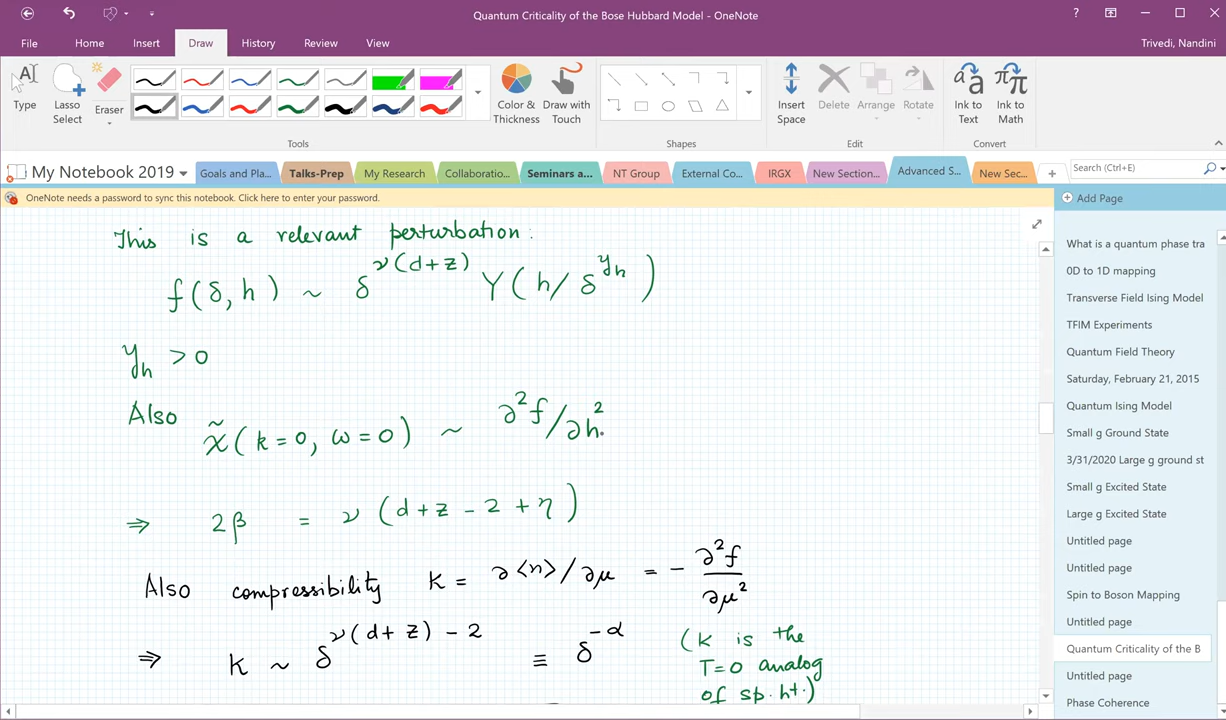 Quantum Criticality of the Bose Hubbard Model - OneNote
?
File Home Insert Draw History Review View
Trivedi, Nandini
Type
Lasso Select
Eraser
Color & Thickness
Draw with Touch
Insert Space
Delete
Arrange
Rotate
Ink to Text
Ink to Math
Tools
Shapes
Edit
Convert
My Notebook 2019
Goals and Pla...
Talks-Prep
My Research
Collaboratio...
Seminars a...
NT Group
External Co...
IRGX
New Section...
Advanced S...
New Sec...
Search (Ctrl+E)
OneNote needs a password to sync this notebook. Click here to enter your password.
This is a relevant perturbation.
f(δ, h) ~ δ^{ν(d+z)} Y(h/δ^{y_h})
y_h > 0
Also
χ̃(k=0, ω=0) ~ ∂²f/∂h²
⇒ 2β = ν(d+z-2+η)
Also compressibility κ = ∂⟨n⟩/∂μ = - ∂²f/∂μ²
⇒ κ ~ δ^{ν(d+z)-2} ≡ δ^{-α}
(κ is the
T=0 analog
of sp. ht.)
Add Page
What is a quantum phase tra
0D to 1D mapping
Transverse Field Ising Model
TFIM Experiments
Quantum Field Theory
Saturday, February 21, 2015
Quantum Ising Model
Small g Ground State
3/31/2020 Large g ground st
Small g Excited State
Large g Excited State
Untitled page
Untitled page
Spin to Boson Mapping
Untitled page
Quantum Criticality of the B
Untitled page
Phase Coherence